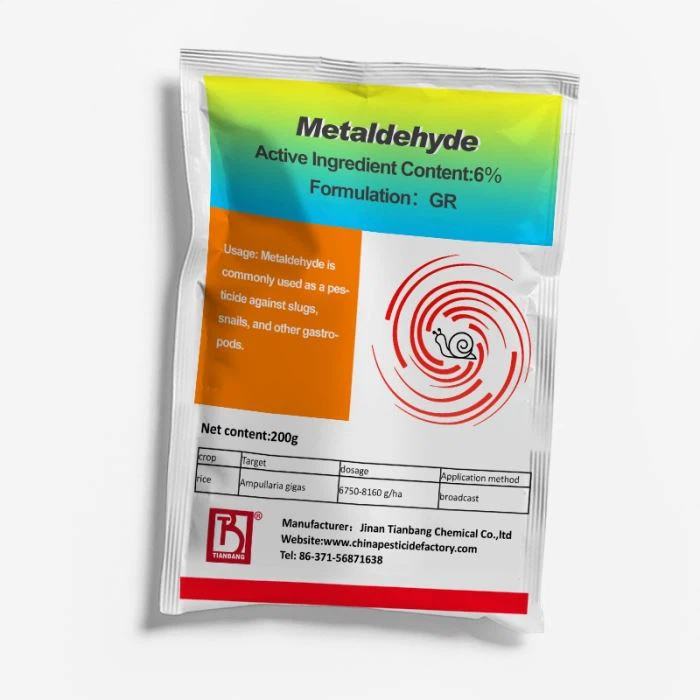 Metaldehyde
Active Ingredient Content:6%
Formulation：GR
Usage: Metaldehyde is
commonly used as a pes-
ticide against slugs,
snails, and other gastro-
pods.
Net content:200g
crop Target dosage Application method
rice Ampullaria gigas 6750-8160 g/ha broadcast
TB ®
TIANBANG
Manufacturer：Jinan Tianbang Chemical Co.,ltd
Website:www.chinapesticidefactory.com
Tel: 86-371-56871638